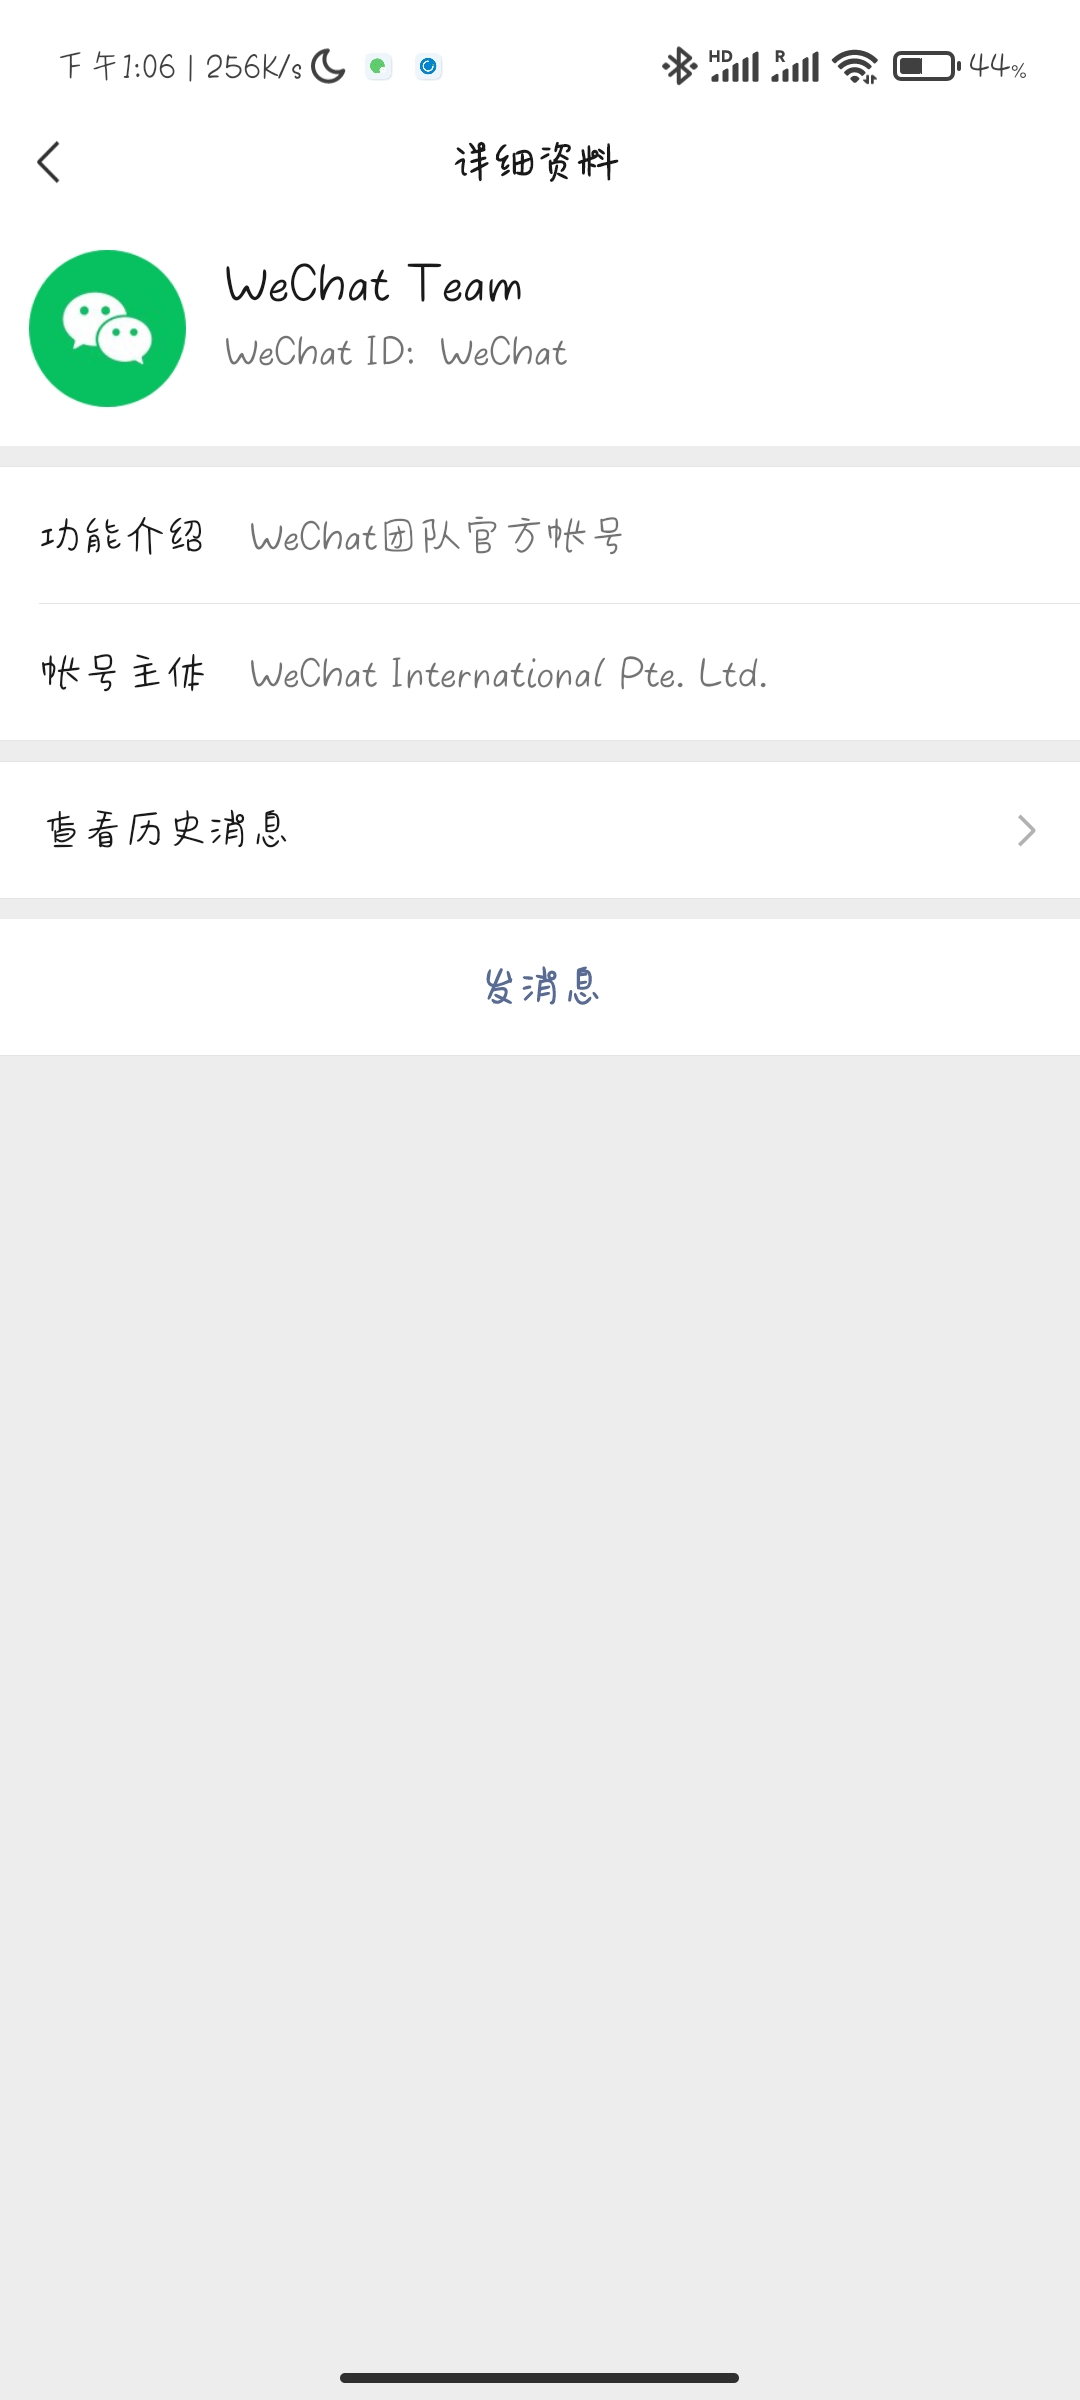 下午1:06 | 256K/s HD R 44%
详细资料
WeChat Team
WeChat ID: WeChat
功能介绍 WeChat团队官方帐号
帐号主体 WeChat International Pte. Ltd.
查看历史消息
发消息